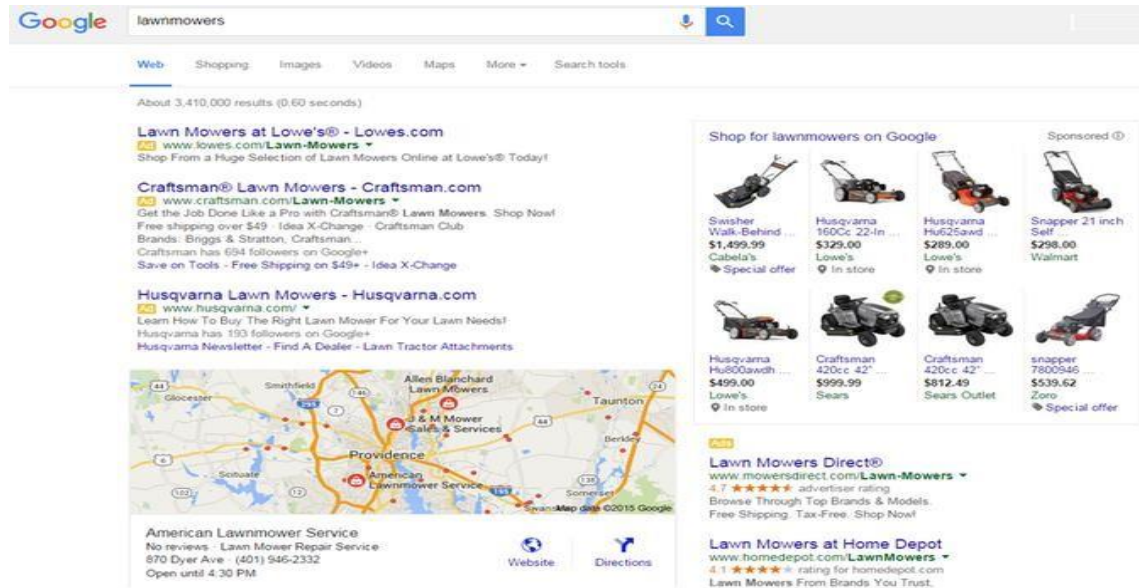 Google
lawnmowers
Web Shopping Images Videos Maps More Search tools
About 3,410,000 results (0.60 seconds)
Lawn Mowers at Lowe's® - Lowes.com
Ad www.lowes.com/Lawn-Mowers
Shop From a Huge Selection of Lawn Mowers Online at Lowe's® Today!
Craftsman® Lawn Mowers - Craftsman.com
Ad www.craftsman.com/Lawn-Mowers
Get the Job Done Like a Pro with Craftsman® Lawn Mowers. Shop Now!
Free shipping over $49 · Idea X-Change · Craftsman Club
Brands: Briggs & Stratton, Craftsman...
Craftsman has 694 followers on Google+
Save on Tools - Free Shipping on $49+ - Idea X-Change
Husqvarna Lawn Mowers - Husqvarna.com
Ad www.husqvarna.com/
Learn How To Buy The Right Lawn Mower For Your Lawn Needs!
Husqvarna has 193 followers on Google+
Husqvarna Newsletter - Find A Dealer - Lawn Tractor Attachments
44
Smithfield
146
Allen Blanchard
Lawn Mowers
24
Glocester
295
7
Taunton
J & M Mower
Sales & Services
44
6
Providence
Berkley
Scituate
American
Lawnmower Service
195
138
102
12
Somerset
Swansea
Map data ©2015 Google
American Lawnmower Service
No reviews · Lawn Mower Repair Service
870 Dyer Ave · (401) 946-2332
Open until 4:30 PM
Website
Directions
Shop for lawnmowers on Google
Sponsored
Swisher
Walk-Behind ...
$1,499.99
Cabela's
Special offer
Husqvarna
160Cc 22-In ...
$329.00
Lowe's
In store
Husqvarna
Hu625awd ...
$289.00
Lowe's
In store
Snapper 21 inch
Self ...
$298.00
Walmart
Husqvarna
Hu800awdh ...
$499.00
Lowe's
In store
Craftsman
420cc 42" ...
$999.99
Sears
Craftsman
420cc 42" ...
$812.49
Sears Outlet
snapper
7800946 ...
$539.62
Zoro
Special offer
Ads
Lawn Mowers Direct®
www.mowersdirect.com/Lawn-Mowers
4.7 advertiser rating
Browse Through Top Brands & Models.
Free Shipping. Tax-Free. Shop Now!
Lawn Mowers at Home Depot
www.homedepot.com/LawnMowers
4.1 rating for homedepot.com
Lawn Mowers From Brands You Trust,